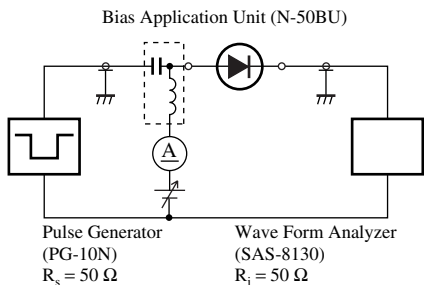 Bias Application Unit (N-50BU)
A
Pulse Generator
(PG-10N)
Rs = 50 Ω
Wave Form Analyzer
(SAS-8130)
Ri = 50 Ω